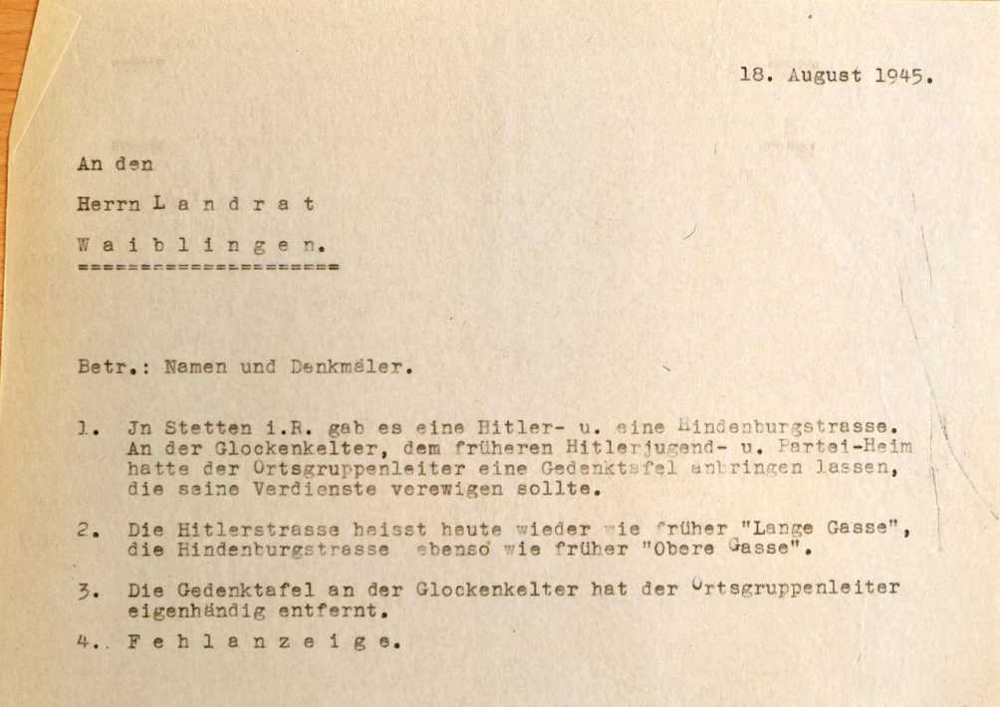 18. August 1945.
An den
Herrn L a n d r a t
W a i b l i n g e n.
=====================
Betr.: Namen und Denkmäler.
1. Jn Stetten i.R. gab es eine Hitler- u. eine Hindenburgstrasse.
An der Glockenkelter, dem früheren Hitlerjugend- u. Partei-Heim
hatte der Ortsgruppenleiter eine Gedenktafel anbringen lassen,
die seine Verdienste verewigen sollte.
2. Die Hitlerstrasse heisst heute wieder wie früher "Lange Gasse",
die Hindenburgstrasse ebenso wie früher "Obere Gasse".
3. Die Gedenktafel an der Glockenkelter hat der Ortsgruppenleiter
eigenhändig entfernt.
4.. F e h l a n z e i g e.